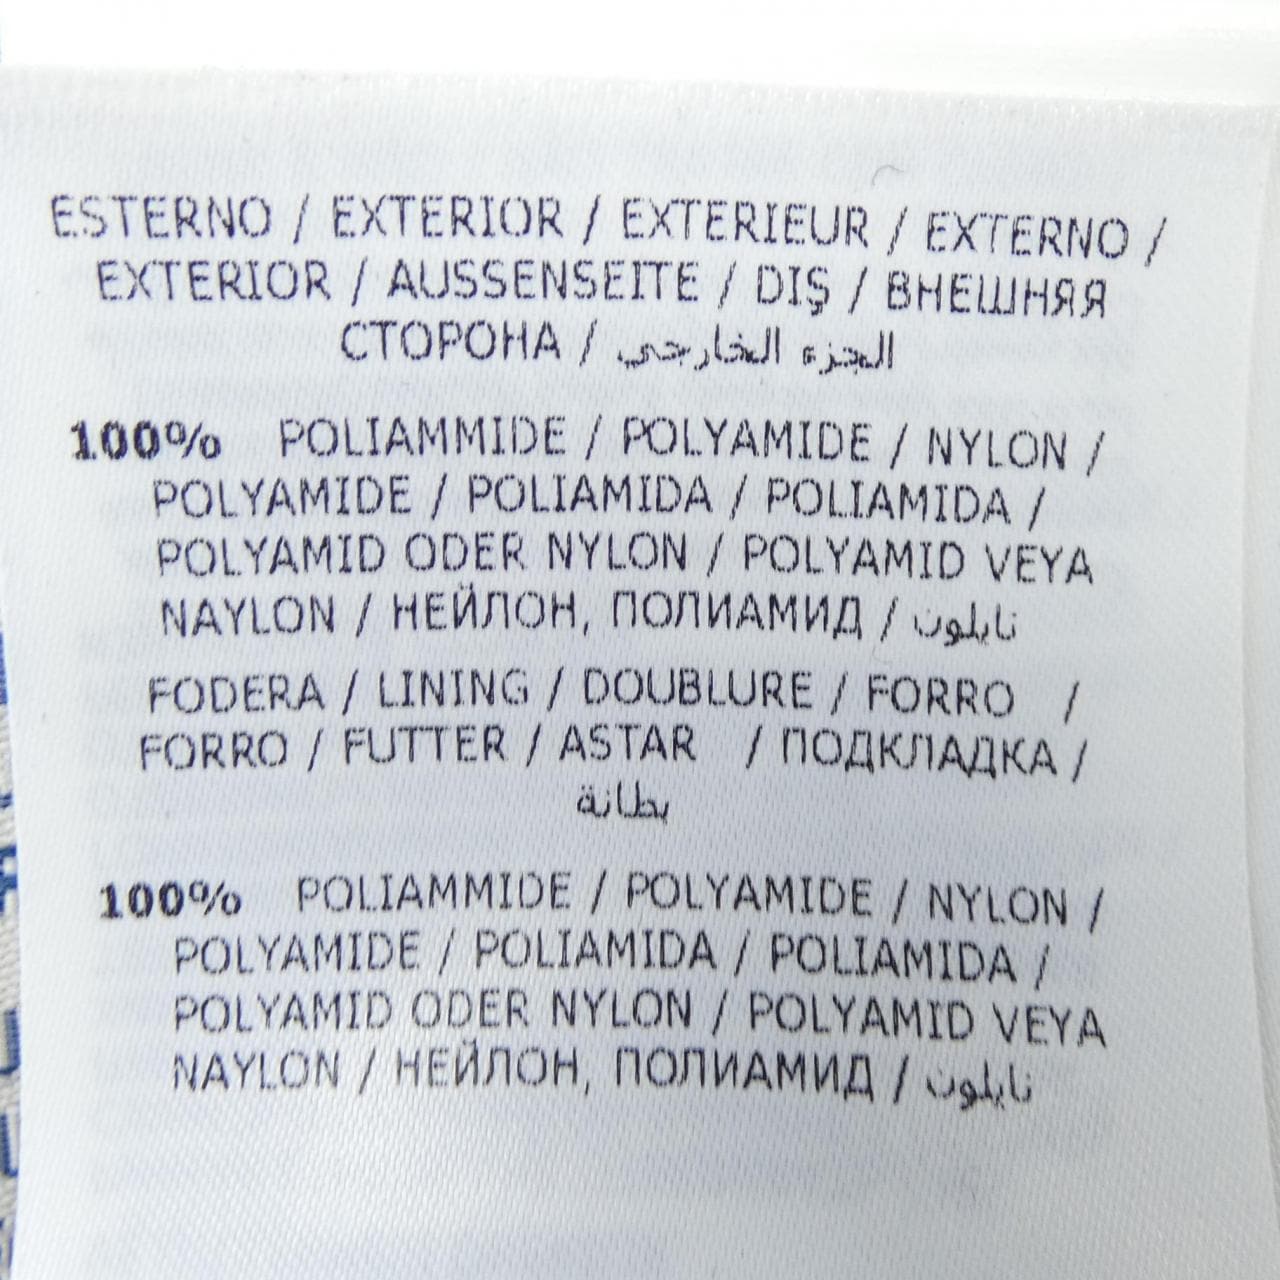 ESTERNO / EXTERIOR / EXTERIEUR / EXTERNO /
EXTERIOR / AUSSENSEITE / DIŞ / ВНЕШНЯЯ
СТОРОНА / الجزء الخارجي
100% POLIAMMIDE / POLYAMIDE / NYLON /
POLYAMIDE / POLIAMIDA / POLIAMIDA /
POLYAMID ODER NYLON / POLYAMID VEYA
NAYLON / НЕЙЛОН, ПОЛИАМИД / نايلون
FODERA / LINING / DOUBLURE / FORRO /
FORRO / FUTTER / ASTAR / ПОДКЛАДКА /
بطانة
100% POLIAMMIDE / POLYAMIDE / NYLON /
POLYAMIDE / POLIAMIDA / POLIAMIDA /
POLYAMID ODER NYLON / POLYAMID VEYA
NAYLON / НЕЙЛОН, ПОЛИАМИД / نايلون